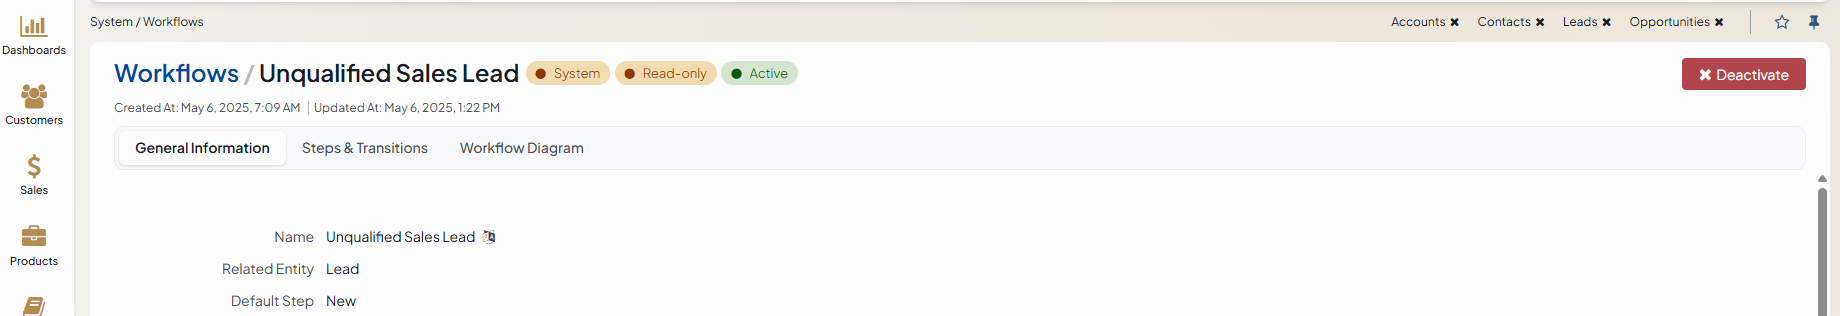 System / Workflows
Accounts ✖ Contacts ✖ Leads ✖ Opportunities ✖
Dashboards
Customers
Sales
Products
Workflows / Unqualified Sales Lead System Read-only Active
✖ Deactivate
Created At: May 6, 2025, 7:09 AM | Updated At: May 6, 2025, 1:22 PM
General Information Steps & Transitions Workflow Diagram
Name Unqualified Sales Lead
Related Entity Lead
Default Step New